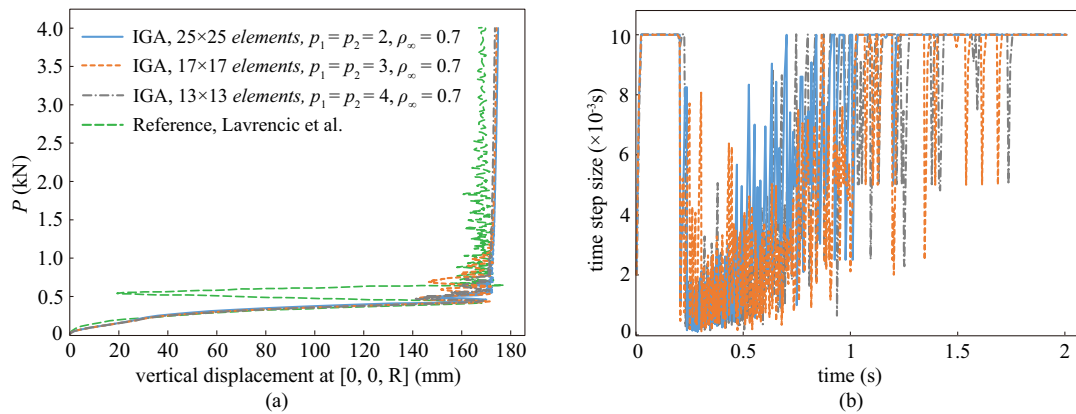 4.0
3.5
3.0
2.5
2.0
1.5
1.0
0.5
0
P (kN)
IGA, 25×25 elements, p₁ = p₂ = 2, ρ∞ = 0.7
IGA, 17×17 elements, p₁ = p₂ = 3, ρ∞ = 0.7
IGA, 13×13 elements, p₁ = p₂ = 4, ρ∞ = 0.7
Reference, Lavrencic et al.
0 20 40 60 80 100 120 140 160 180
vertical displacement at [0, 0, R] (mm)
(a)
10
8
6
4
2
0
time step size (×10⁻³s)
0 0.5 1 1.5 2
time (s)
(b)